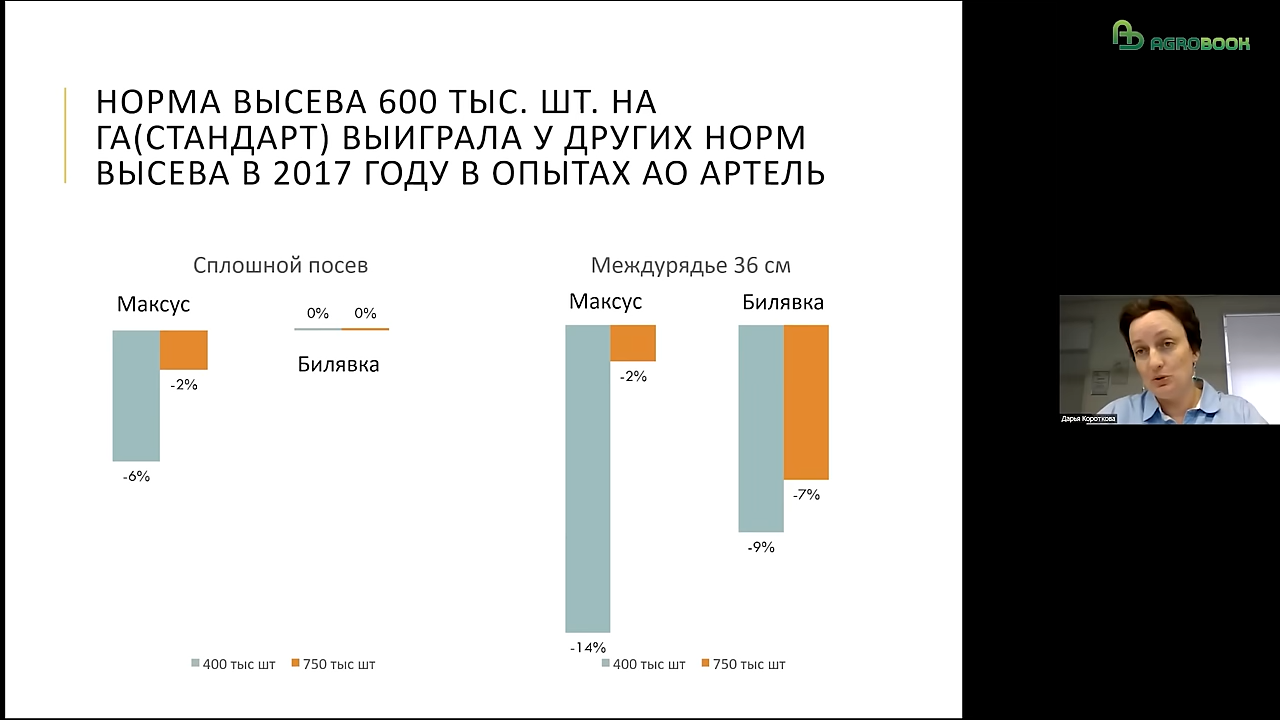 AGROBOOK
НОРМА ВЫСЕВА 600 ТЫС. ШТ. НА
ГА(СТАНДАРТ) ВЫИГРАЛА У ДРУГИХ НОРМ
ВЫСЕВА В 2017 ГОДУ В ОПЫТАХ АО АРТЕЛЬ
Сплошной посев
Максус
0% 0%
Билявка
-2%
-6%
400 тыс шт 750 тыс шт
Междурядье 36 см
Максус Билявка
-2%
-7%
-9%
-14%
400 тыс шт 750 тыс шт
Дарья Короткова